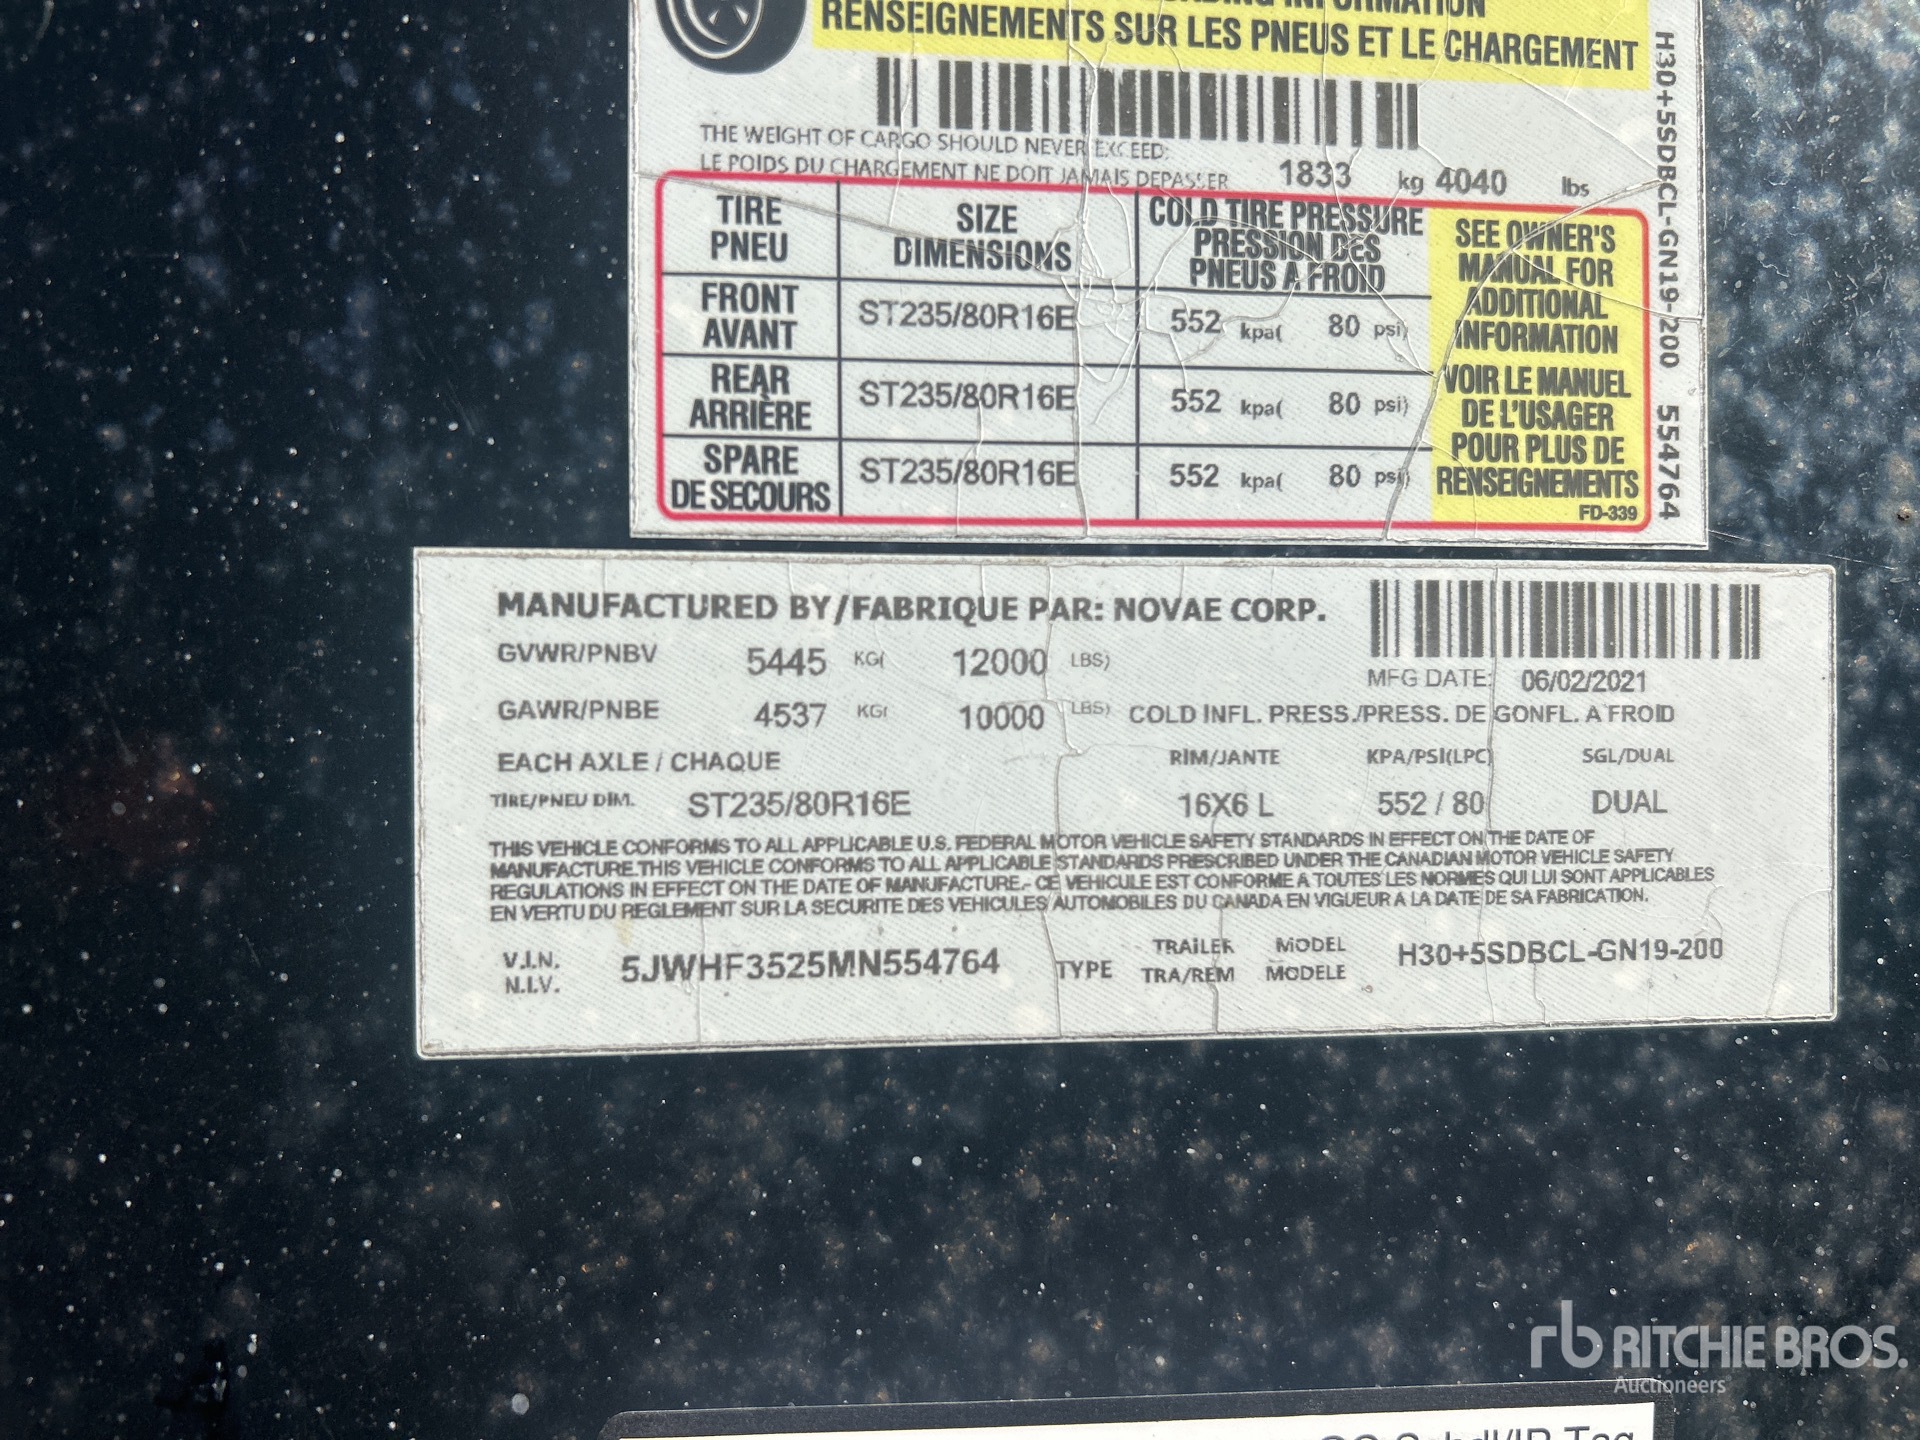 INFORMATION
RENSEIGNEMENTS SUR LES PNEUS ET LE CHARGEMENT
THE WEIGHT OF CARGO SHOULD NEVER EXCEED:
LE POIDS DU CHARGEMENT NE DOIT JAMAIS DEPASSER 1833 kg 4040 lbs
TIRE PNEU SIZE DIMENSIONS COLD TIRE PRESSURE PRESSION DES PNEUS A FROID
FRONT AVANT ST235/80R16E 552 kpa( 80 psi)
REAR ARRIÈRE ST235/80R16E 552 kpa( 80 psi)
SPARE DE SECOURS ST235/80R16E 552 kpa( 80 psi)
SEE OWNER'S
MANUAL FOR
ADDITIONAL
INFORMATION
VOIR LE MANUEL
DE L'USAGER
POUR PLUS DE
RENSEIGNEMENTS
FD-339
H30+5SDBCL-GN19-200 554764
MANUFACTURED BY/FABRIQUE PAR: NOVAE CORP.
GVWR/PNBV 5445 KG( 12000 LBS)
MFG DATE: 06/02/2021
GAWR/PNBE 4537 KG( 10000 LBS) COLD INFL. PRESS./PRESS. DE GONFL. A FROID
EACH AXLE / CHAQUE RIM/JANTE KPA/PSI(LPC) SGL/DUAL
TIRE/PNEU DIM. ST235/80R16E 16X6 L 552 / 80 DUAL
THIS VEHICLE CONFORMS TO ALL APPLICABLE U.S. FEDERAL MOTOR VEHICLE SAFETY STANDARDS IN EFFECT ON THE DATE OF
MANUFACTURE.THIS VEHICLE CONFORMS TO ALL APPLICABLE STANDARDS PRESCRIBED UNDER THE CANADIAN MOTOR VEHICLE SAFETY
REGULATIONS IN EFFECT ON THE DATE OF MANUFACTURE.- CE VEHICULE EST CONFORME A TOUTES LES NORMES QUI LUI SONT APPLICABLES
EN VERTU DU REGLEMENT SUR LA SECURITE DES VEHICULES AUTOMOBILES DU CANADA EN VIGUEUR A LA DATE DE SA FABRICATION.
V.I.N. N.I.V. 5JWHF3525MN554764 TYPE TRAILER TRA/REM MODEL MODELE H30+5SDBCL-GN19-200
rb RITCHIE BROS.
Auctioneers